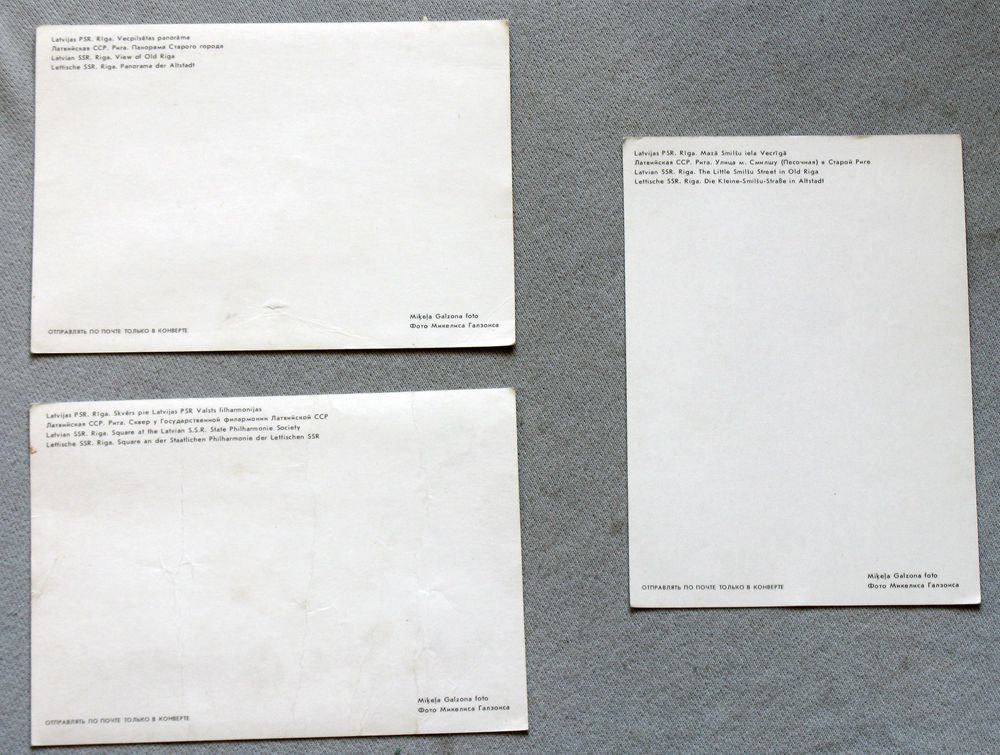 Latvijas PSR. Rīga. Vecpilsētas panorāma
Латвийская ССР. Рига. Панорама Старого города
Latvian SSR. Riga. View of Old Riga
Lettische SSR. Riga. Panorama der Altstadt
ОТПРАВЛЯТЬ ПО ПОЧТЕ ТОЛЬКО В КОНВЕРТЕ
Miķeļa Galzona foto
Фото Микелиса Галзонса
Latvijas PSR. Rīga. Skvērs pie Latvijas PSR Valsts filharmonijas
Латвийская ССР. Рига. Сквер у Государственной филармонии Латвийской ССР
Latvian SSR. Riga. Square at the Latvian S.S.R. State Philharmonie Society
Lettische SSR. Riga. Square an der Staatlichen Philharmonie der Lettischen SSR
ОТПРАВЛЯТЬ ПО ПОЧТЕ ТОЛЬКО В КОНВЕРТЕ
Miķeļa Galzona foto
Фото Микелиса Галзонса
Latvijas PSR. Rīga. Mazā Smilšu iela Vecrīgā
Латвийская ССР. Рига. Улица м. Смилшу (Песочная) в Старой Риге
Latvian SSR. Riga. The Little Smilšu Street in Old Riga
Lettische SSR. Riga. Die Kleine-Smilšu-Straße in Altstadt
ОТПРАВЛЯТЬ ПО ПОЧТЕ ТОЛЬКО В КОНВЕРТЕ
Miķeļa Galzona foto
Фото Микелиса Галзонса